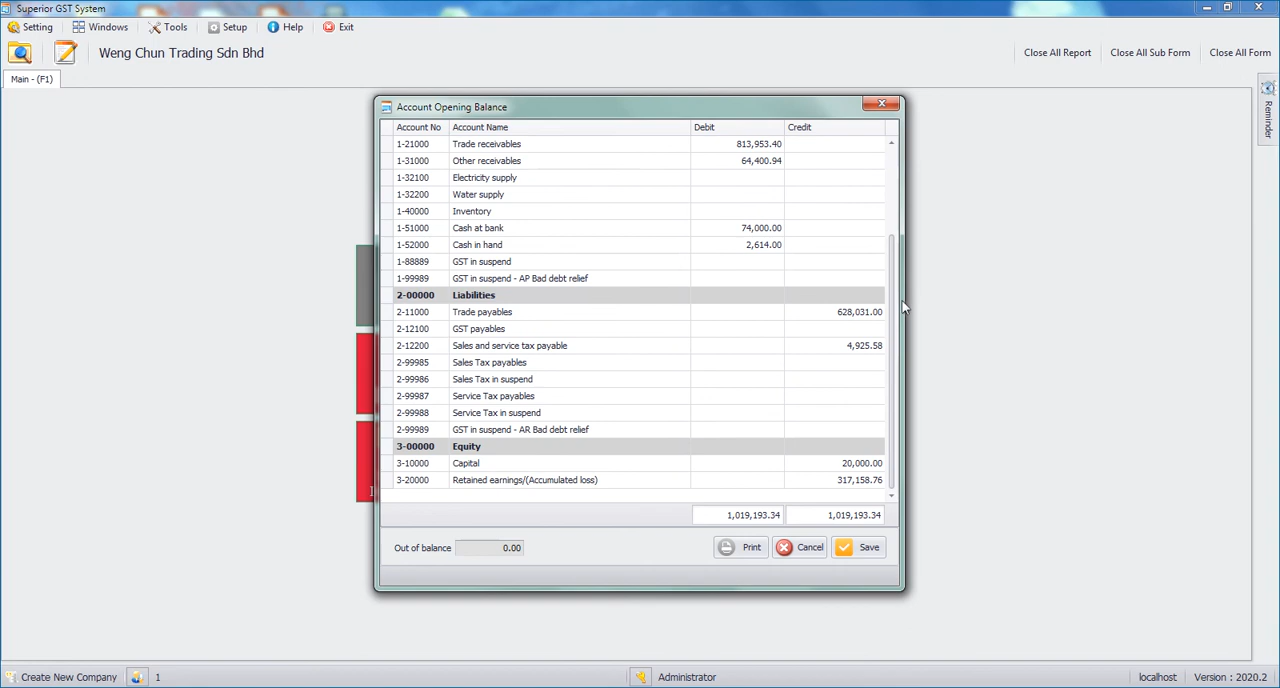 Superior GST System
Setting Windows Tools Setup Help Exit
Weng Chun Trading Sdn Bhd Close All Report Close All Sub Form Close All Form
Main - (F1)
Reminder
Account Opening Balance
Account No Account Name Debit Credit
1-21000 Trade receivables 813,953.40
1-31000 Other receivables 64,400.94
1-32100 Electricity supply
1-32200 Water supply
1-40000 Inventory
1-51000 Cash at bank 74,000.00
1-52000 Cash in hand 2,614.00
1-88889 GST in suspend
1-99989 GST in suspend - AP Bad debt relief
2-00000 Liabilities
2-11000 Trade payables 628,031.00
2-12100 GST payables
2-12200 Sales and service tax payable 4,925.58
2-99985 Sales Tax payables
2-99986 Sales Tax in suspend
2-99987 Service Tax payables
2-99988 Service Tax in suspend
2-99989 GST in suspend - AR Bad debt relief
3-00000 Equity
3-10000 Capital 20,000.00
3-20000 Retained earnings/(Accumulated loss) 317,158.76
1,019,193.34 1,019,193.34
Out of balance 0.00 Print Cancel Save
Create New Company 1 Administrator localhost Version : 2020.2